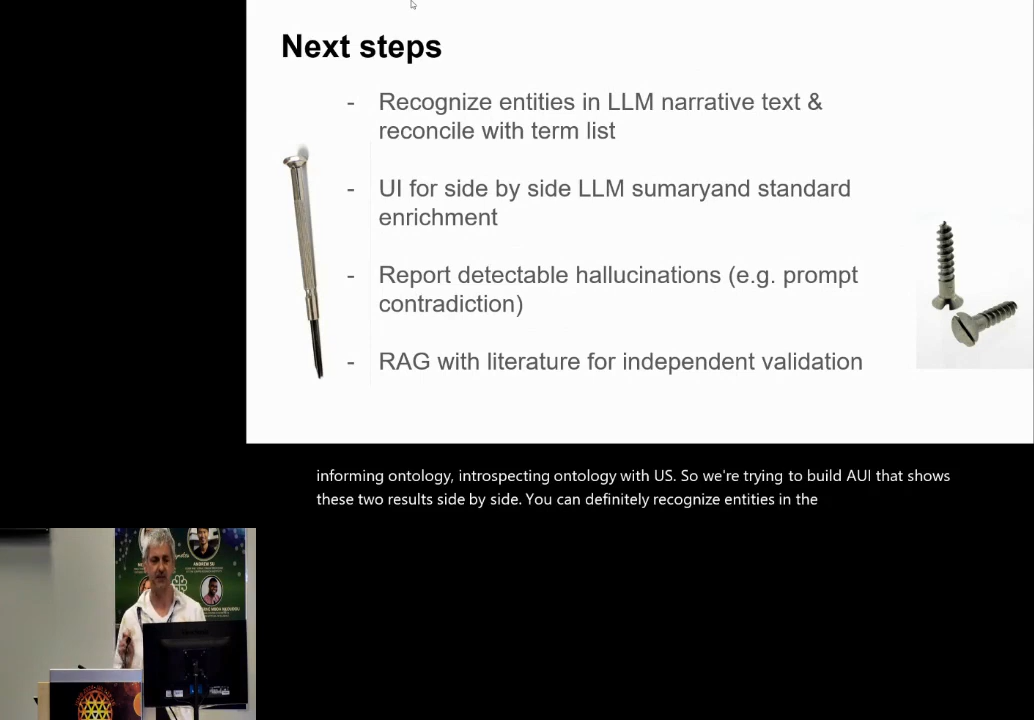 Next steps
- Recognize entities in LLM narrative text &
reconcile with term list
- UI for side by side LLM sumaryand standard
enrichment
- Report detectable hallucinations (e.g. prompt
contradiction)
- RAG with literature for independent validation
informing ontology, introspecting ontology with US. So we're trying to build AUI that shows
these two results side by side. You can definitely recognize entities in the
ANDREW SU